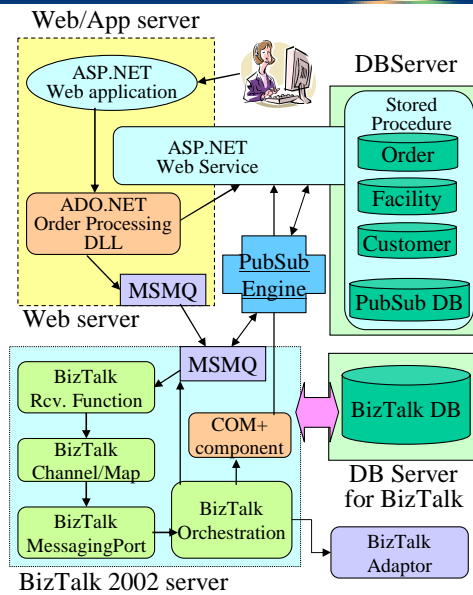 Web/App server
ASP.NET
Web application
DBServer
Stored
Procedure
Order
Facility
Customer
PubSub DB
ASP.NET
Web Service
ADO.NET
Order Processing
DLL
MSMQ
Web server
PubSub
Engine
MSMQ
BizTalk
Rcv. Function
BizTalk
Channel/Map
BizTalk
MessagingPort
COM+
component
BizTalk
Orchestration
BizTalk DB
DB Server
for BizTalk
BizTalk
Adaptor
BizTalk 2002 server